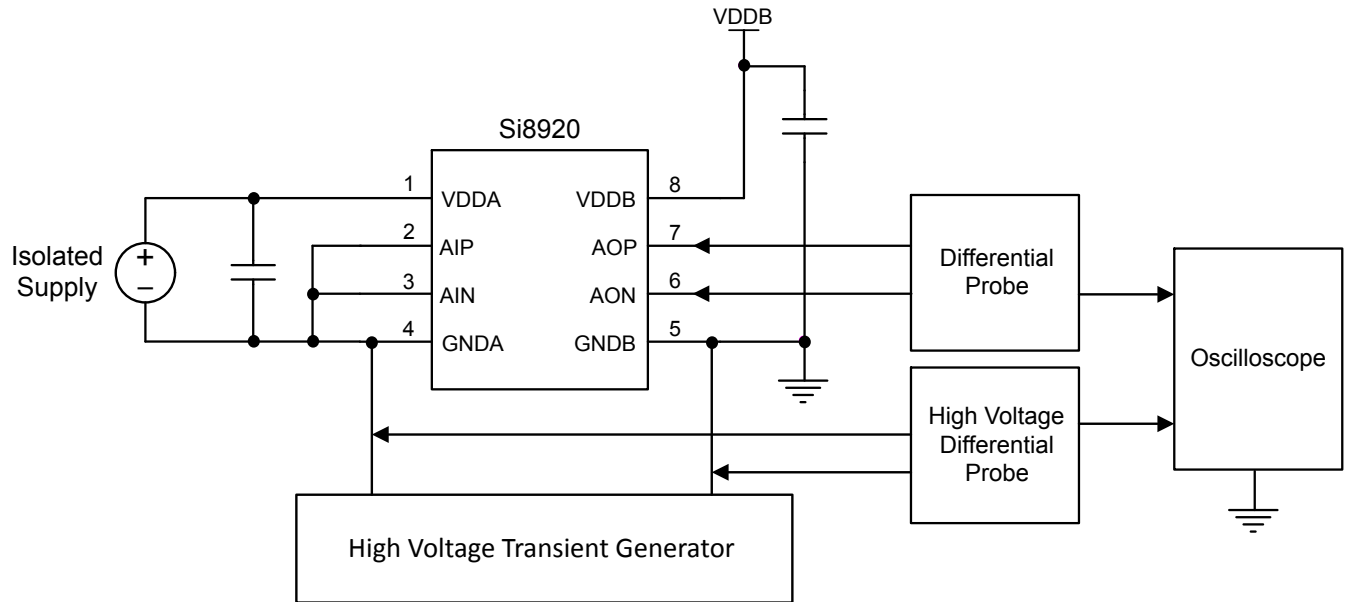 VDDB
Si8920
Isolated
Supply
+
−
1
VDDA
VDDB
8
2
AIP
AOP
7
3
AIN
AON
6
4
GNDA
GNDB
5
Differential
Probe
High Voltage
Differential
Probe
Oscilloscope
High Voltage Transient Generator